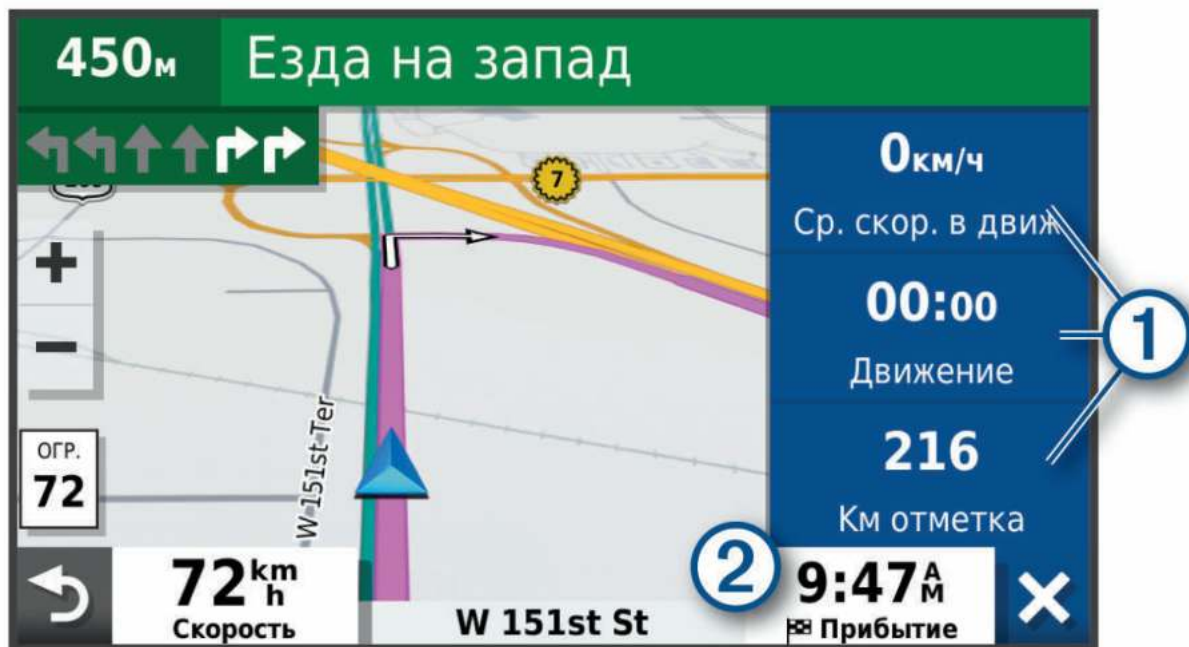 450м
Езда на запад
0км/ч
Ср. скор. в движ
7
00:00
Движение
1
ОГР.
72
W 151st Ter
216
Км отметка
2
72 km h
Скорость
W 151st St
9:47 AM
Прибытие